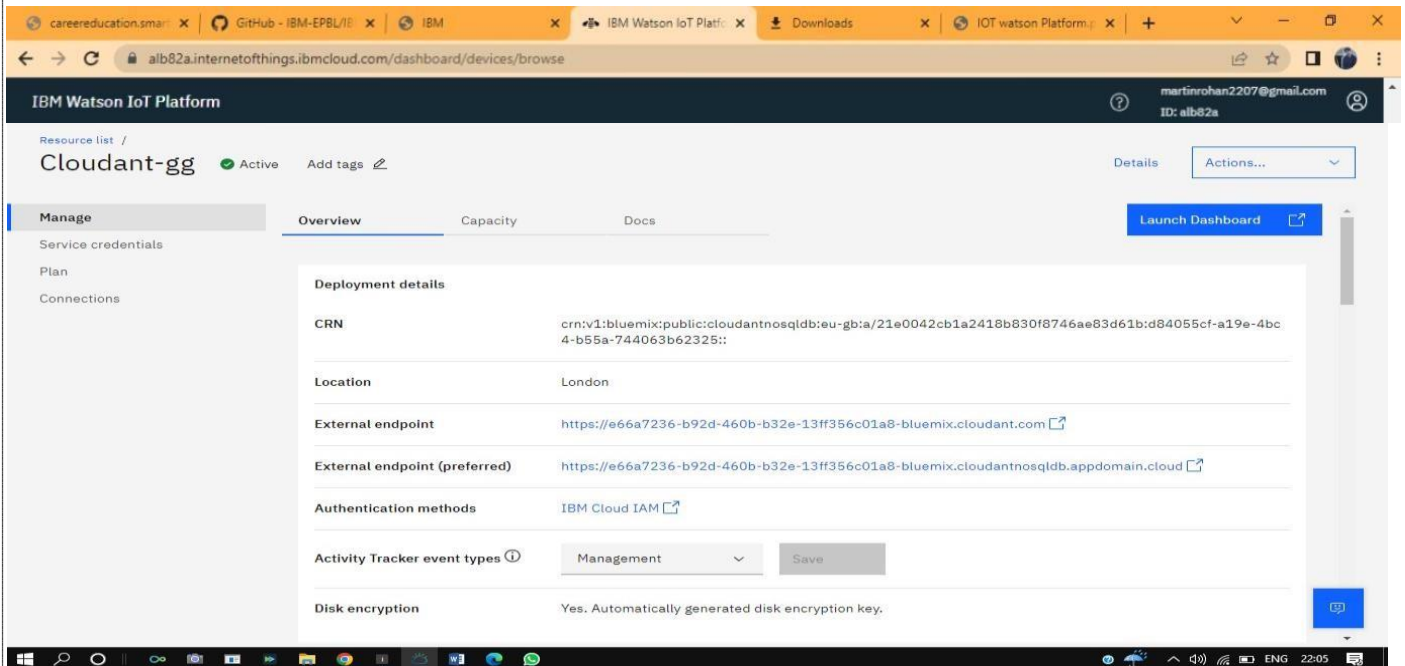 careereducation.smar
GitHub - IBM-EPBL/IB
IBM
IBM Watson IoT Platfo
Downloads
IOT watson Platform.p
alb82a.internetofthings.ibmcloud.com/dashboard/devices/browse
IBM Watson IoT Platform
martinrohan2207@gmail.com
ID: alb82a
Resource list /
Cloudant-gg
Active
Add tags
Details
Actions...
Manage
Service credentials
Plan
Connections
Overview
Capacity
Docs
Launch Dashboard
Deployment details
CRN
crn:v1:bluemix:public:cloudantnosqldb:eu-gb:a/21e0042cb1a2418b830f8746ae83d61b:d84055cf-a19e-4bc
4-b55a-744063b62325::
Location
London
External endpoint
https://e66a7236-b92d-460b-b32e-13ff356c01a8-bluemix.cloudant.com
External endpoint (preferred)
https://e66a7236-b92d-460b-b32e-13ff356c01a8-bluemix.cloudantnosqldb.appdomain.cloud
Authentication methods
IBM Cloud IAM
Activity Tracker event types
Management
Save
Disk encryption
Yes. Automatically generated disk encryption key.
ENG
22:05